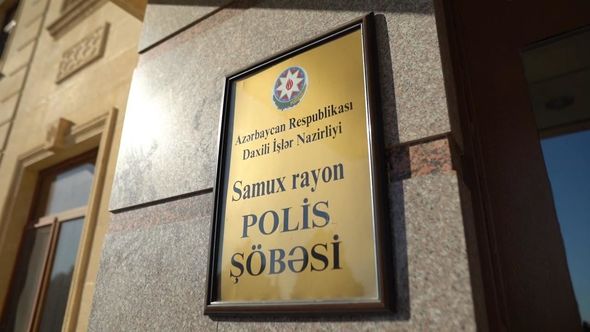 Azərbaycan Respublikası
Daxili İşlər Nazirliyi
Samux rayon
POLİS
ŞÖBƏSİ